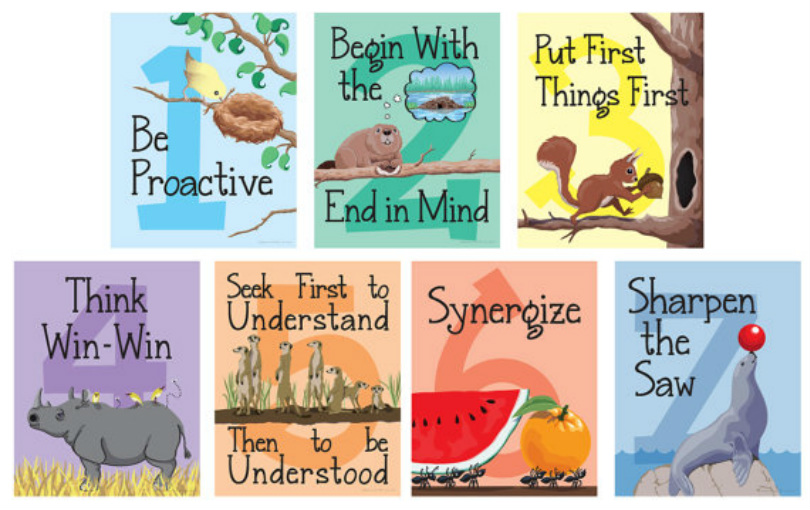 1
Be
Proactive
2
Begin With
the
End in Mind
3
Put First
Things First
4
Think
Win-Win
5
Seek First to
Understand
Then to be
Understood
6
Synergize
7
Sharpen
the
Saw